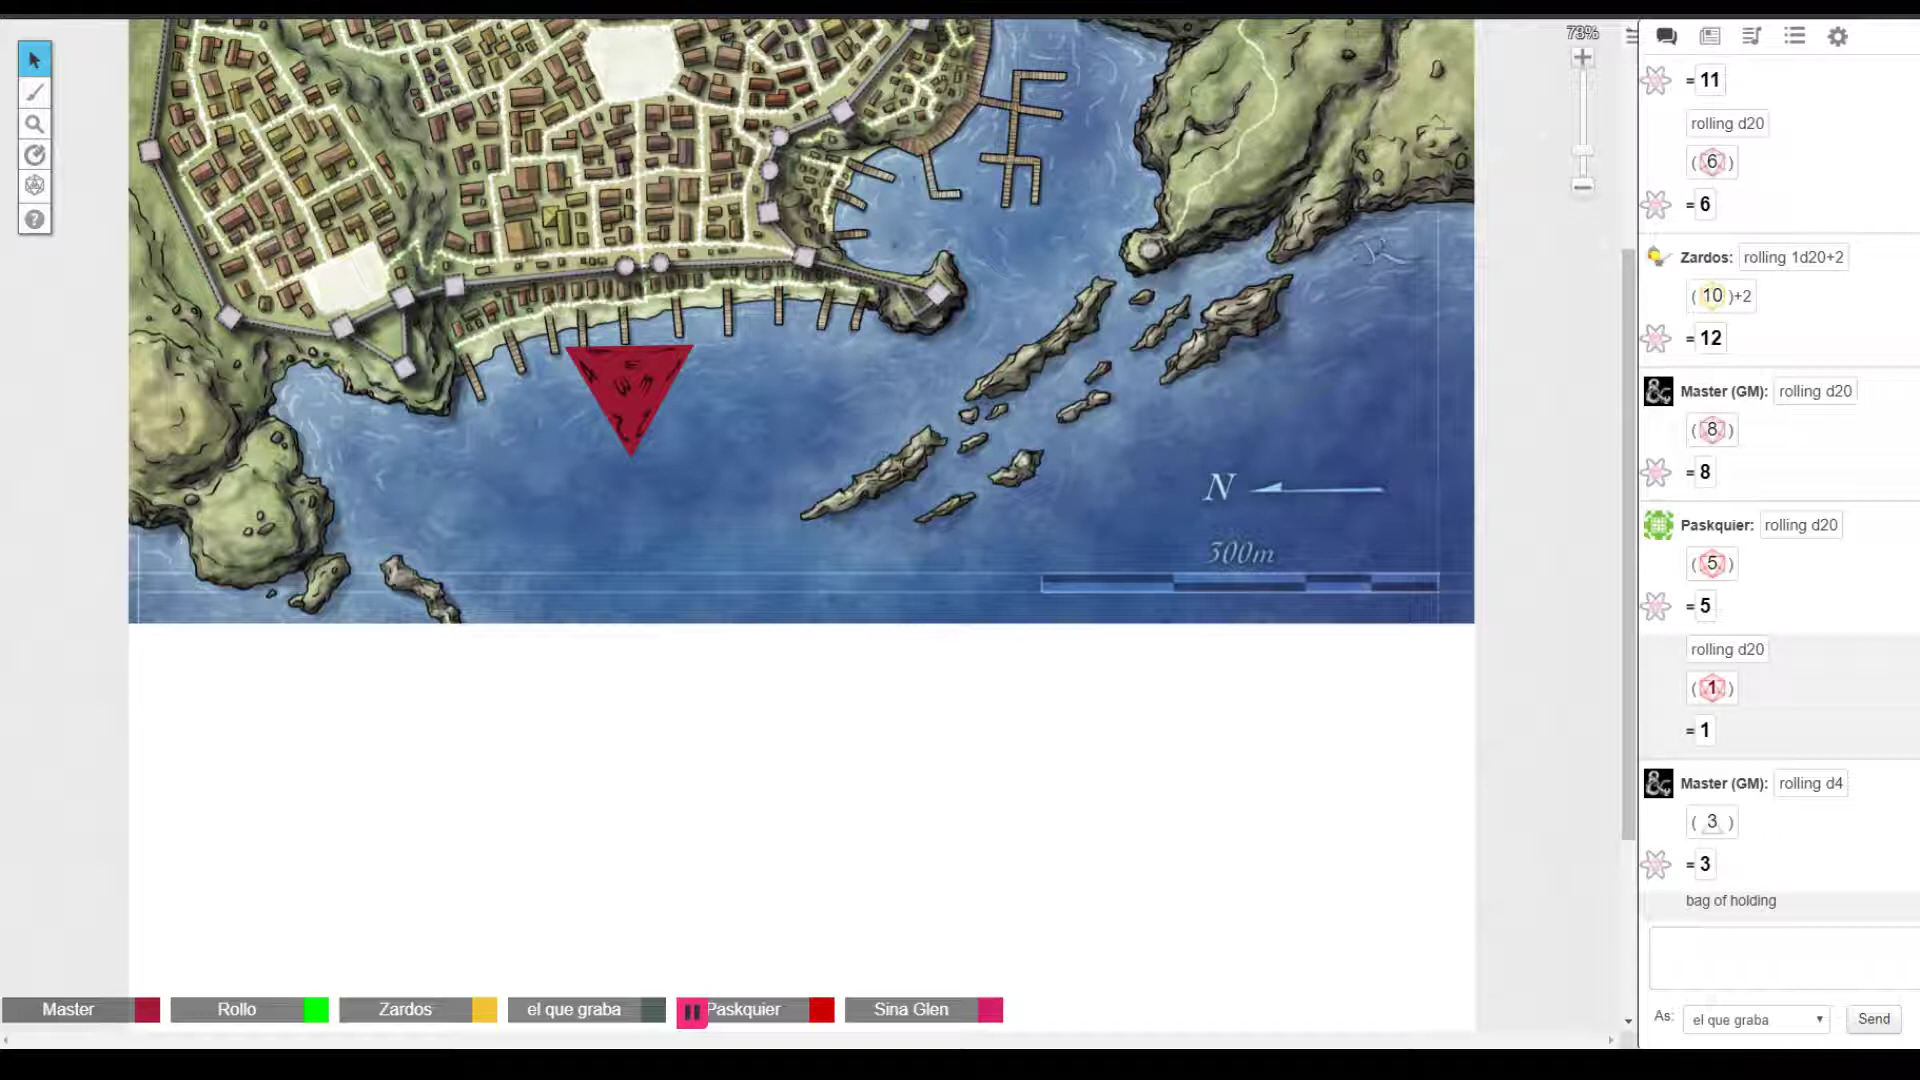 73%
= 11
rolling d20
( 6 )
= 6
Zardos: rolling 1d20+2
( 10 )+2
= 12
Master (GM): rolling d20
( 8 )
= 8
Paskquier: rolling d20
( 5 )
= 5
rolling d20
( 1 )
= 1
Master (GM): rolling d4
( 3 )
= 3
bag of holding
N
300m
Master
Rollo
Zardos
el que graba
Paskquier
Sina Glen
As: el que graba
Send